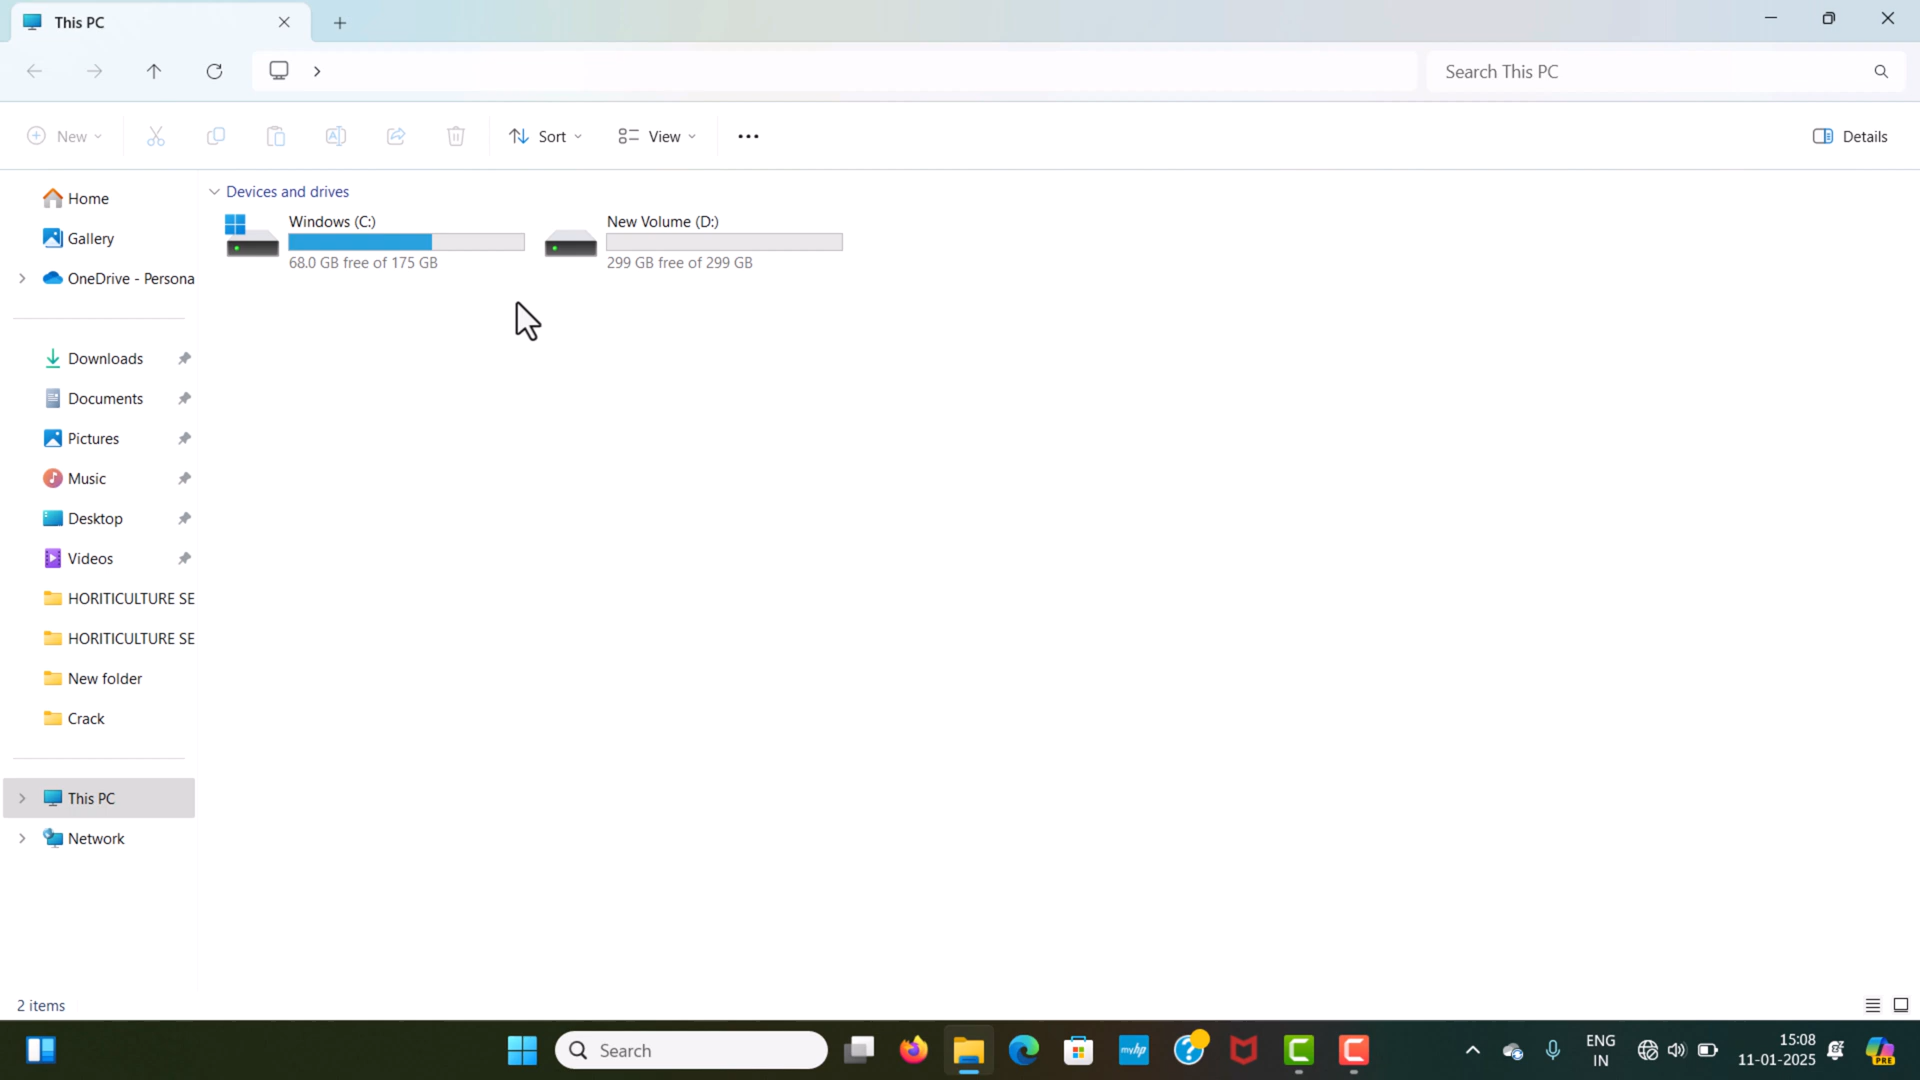 This PC
Search This PC
New
Sort
View
Details
Home
Gallery
OneDrive - Persona
Downloads
Documents
Pictures
Music
Desktop
Videos
HORITICULTURE SE
HORITICULTURE SE
New folder
Crack
This PC
Network
Devices and drives
Windows (C:)
68.0 GB free of 175 GB
New Volume (D:)
299 GB free of 299 GB
2 items
Search
myhp
ENG
IN
15:08
11-01-2025
PRE